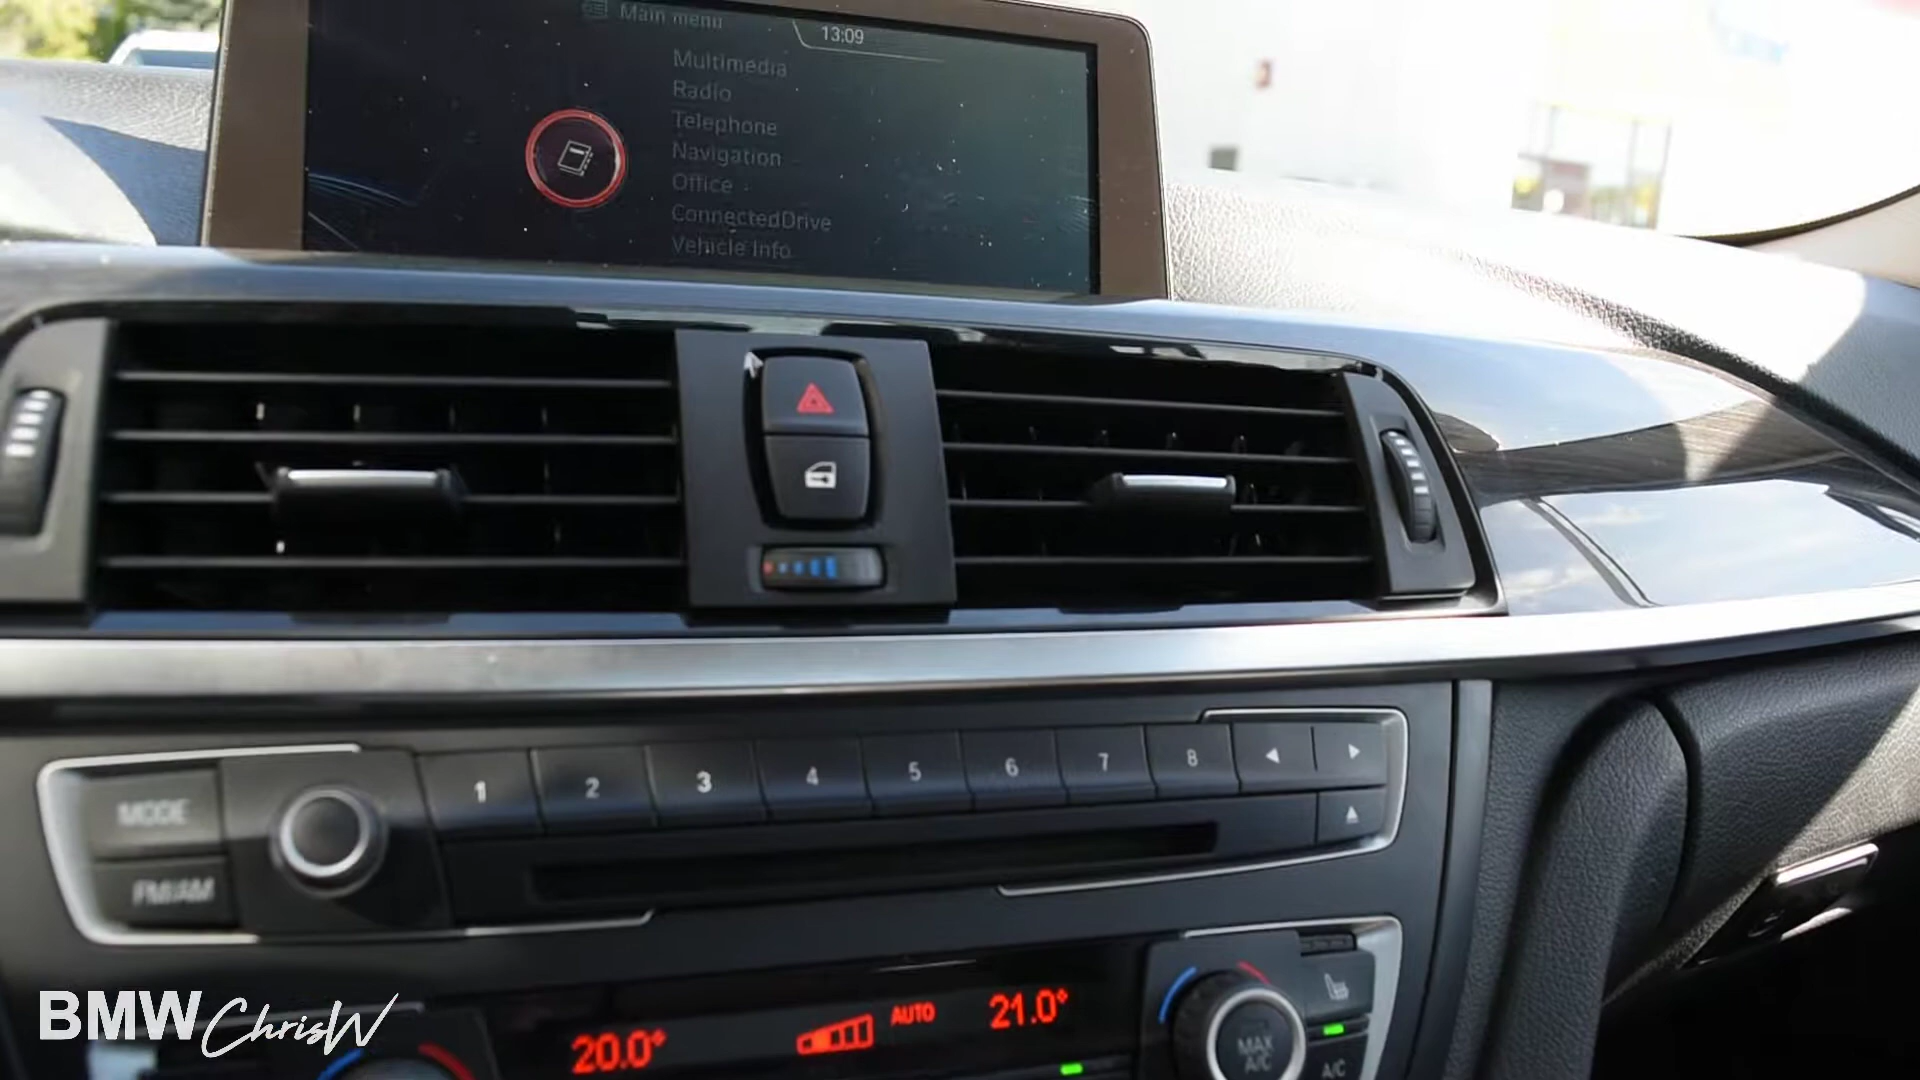 Main menu
13:09
Multimedia
Radio
Telephone
Navigation
Office
ConnectedDrive
Vehicle Info
1 2 3 4 5 6 7 8
MODE
FM/AM
AUTO
20.0°
21.0°
MAX
A/C
A/C
BMW ChrisW